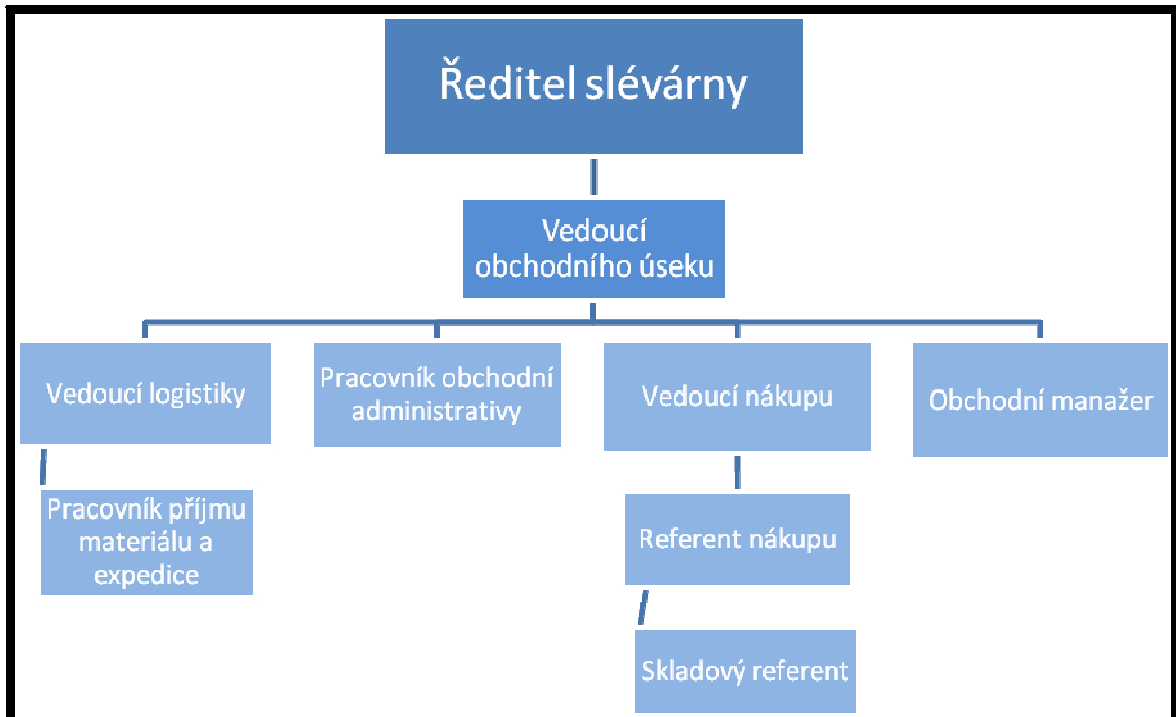 Ředitel slévárny
Vedoucí
obchodního úseku
Vedoucí logistiky
Pracovník obchodní
administrativy
Vedoucí nákupu
Obchodní manažer
Pracovník příjmu
materiálu a
expedice
Referent nákupu
Skladový referent